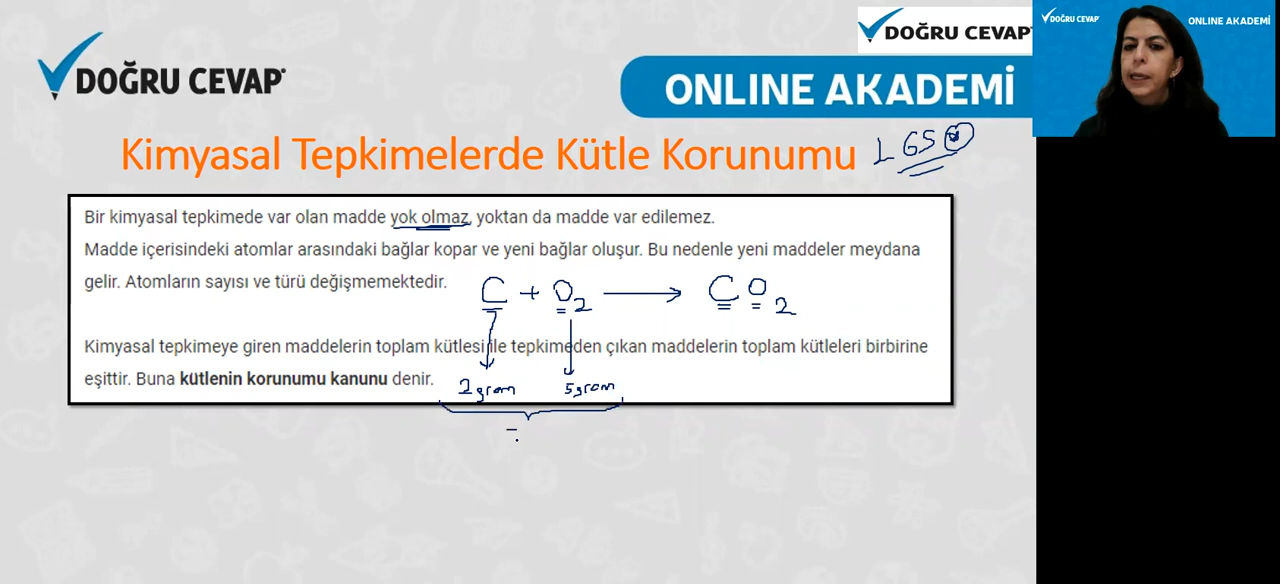 DOĞRU CEVAP
DOĞRU CEVAP
DOĞRU CEVAP
ONLINE AKADEMİ
ONLINE AKADEMİ
Kimyasal Tepkimelerde Kütle Korunumu
LGS
Bir kimyasal tepkimede var olan madde yok olmaz, yoktan da madde var edilemez.
Madde içerisindeki atomlar arasındaki bağlar kopar ve yeni bağlar oluşur. Bu nedenle yeni maddeler meydana
gelir. Atomların sayısı ve türü değişmemektedir.
C + O2 → CO2
Kimyasal tepkimeye giren maddelerin toplam kütlesi ile tepkimeden çıkan maddelerin toplam kütleleri birbirine
eşittir. Buna kütlenin korunumu kanunu denir.
2 gram 5 gram